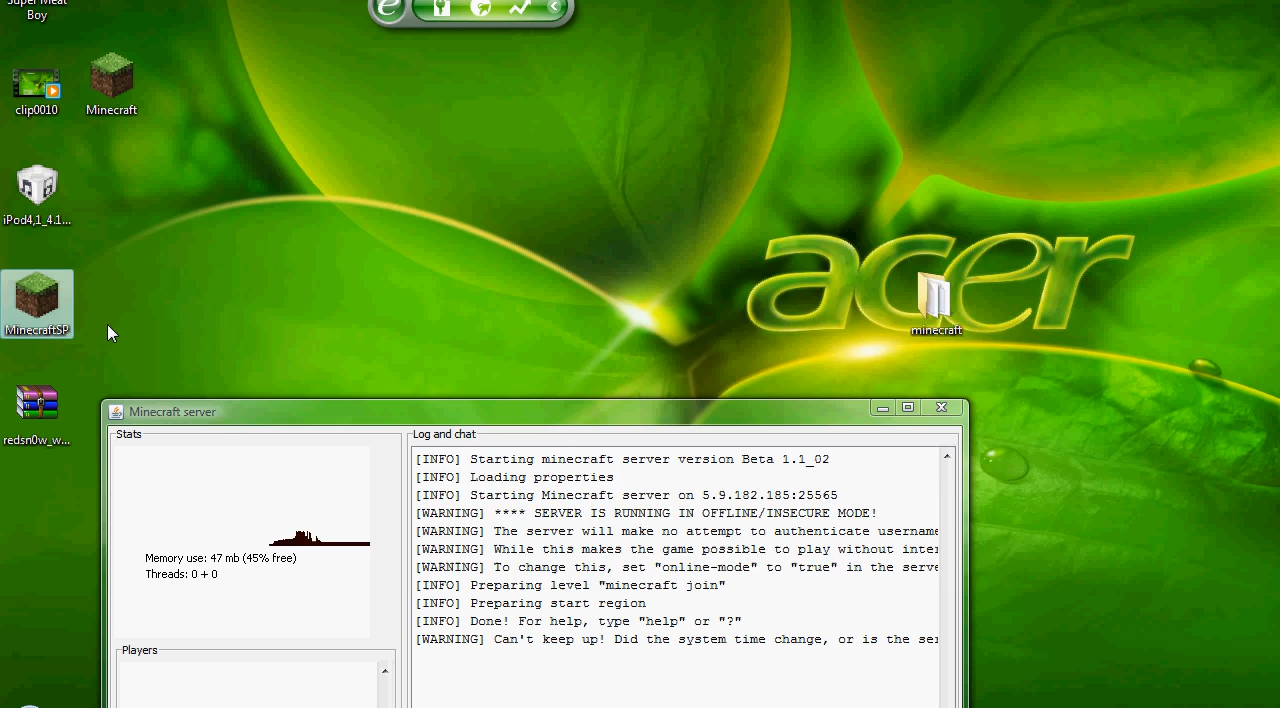 Super Meat
Boy
clip0010
Minecraft
iPod4,1_4.1...
MinecraftSP
redsn0w_w...
acer
minecraft
Minecraft server
Stats
Memory use: 47 mb (45% free)
Threads: 0 + 0
Players
Log and chat
[INFO] Starting minecraft server version Beta 1.1_02
[INFO] Loading properties
[INFO] Starting Minecraft server on 5.9.182.185:25565
[WARNING] **** SERVER IS RUNNING IN OFFLINE/INSECURE MODE!
[WARNING] The server will make no attempt to authenticate username
[WARNING] While this makes the game possible to play without inter
[WARNING] To change this, set "online-mode" to "true" in the serve
[INFO] Preparing level "minecraft join"
[INFO] Preparing start region
[INFO] Done! For help, type "help" or "?"
[WARNING] Can't keep up! Did the system time change, or is the ser